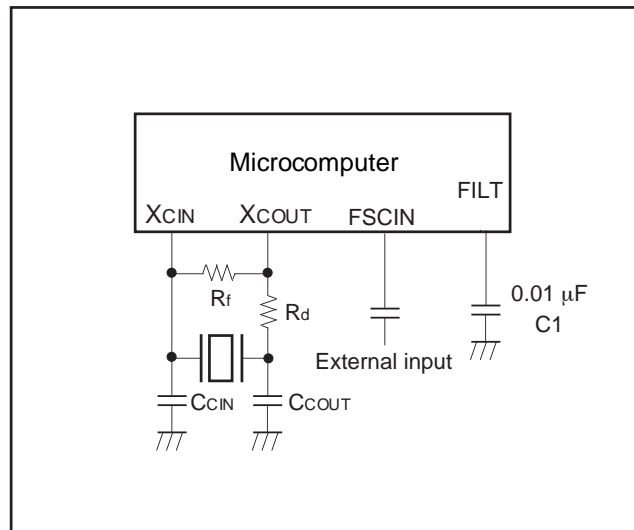 Microcomputer
FILT
XCIN XCOUT FSCIN
Rf
Rd
0.01 μF
C1
External input
CCIN CCOUT